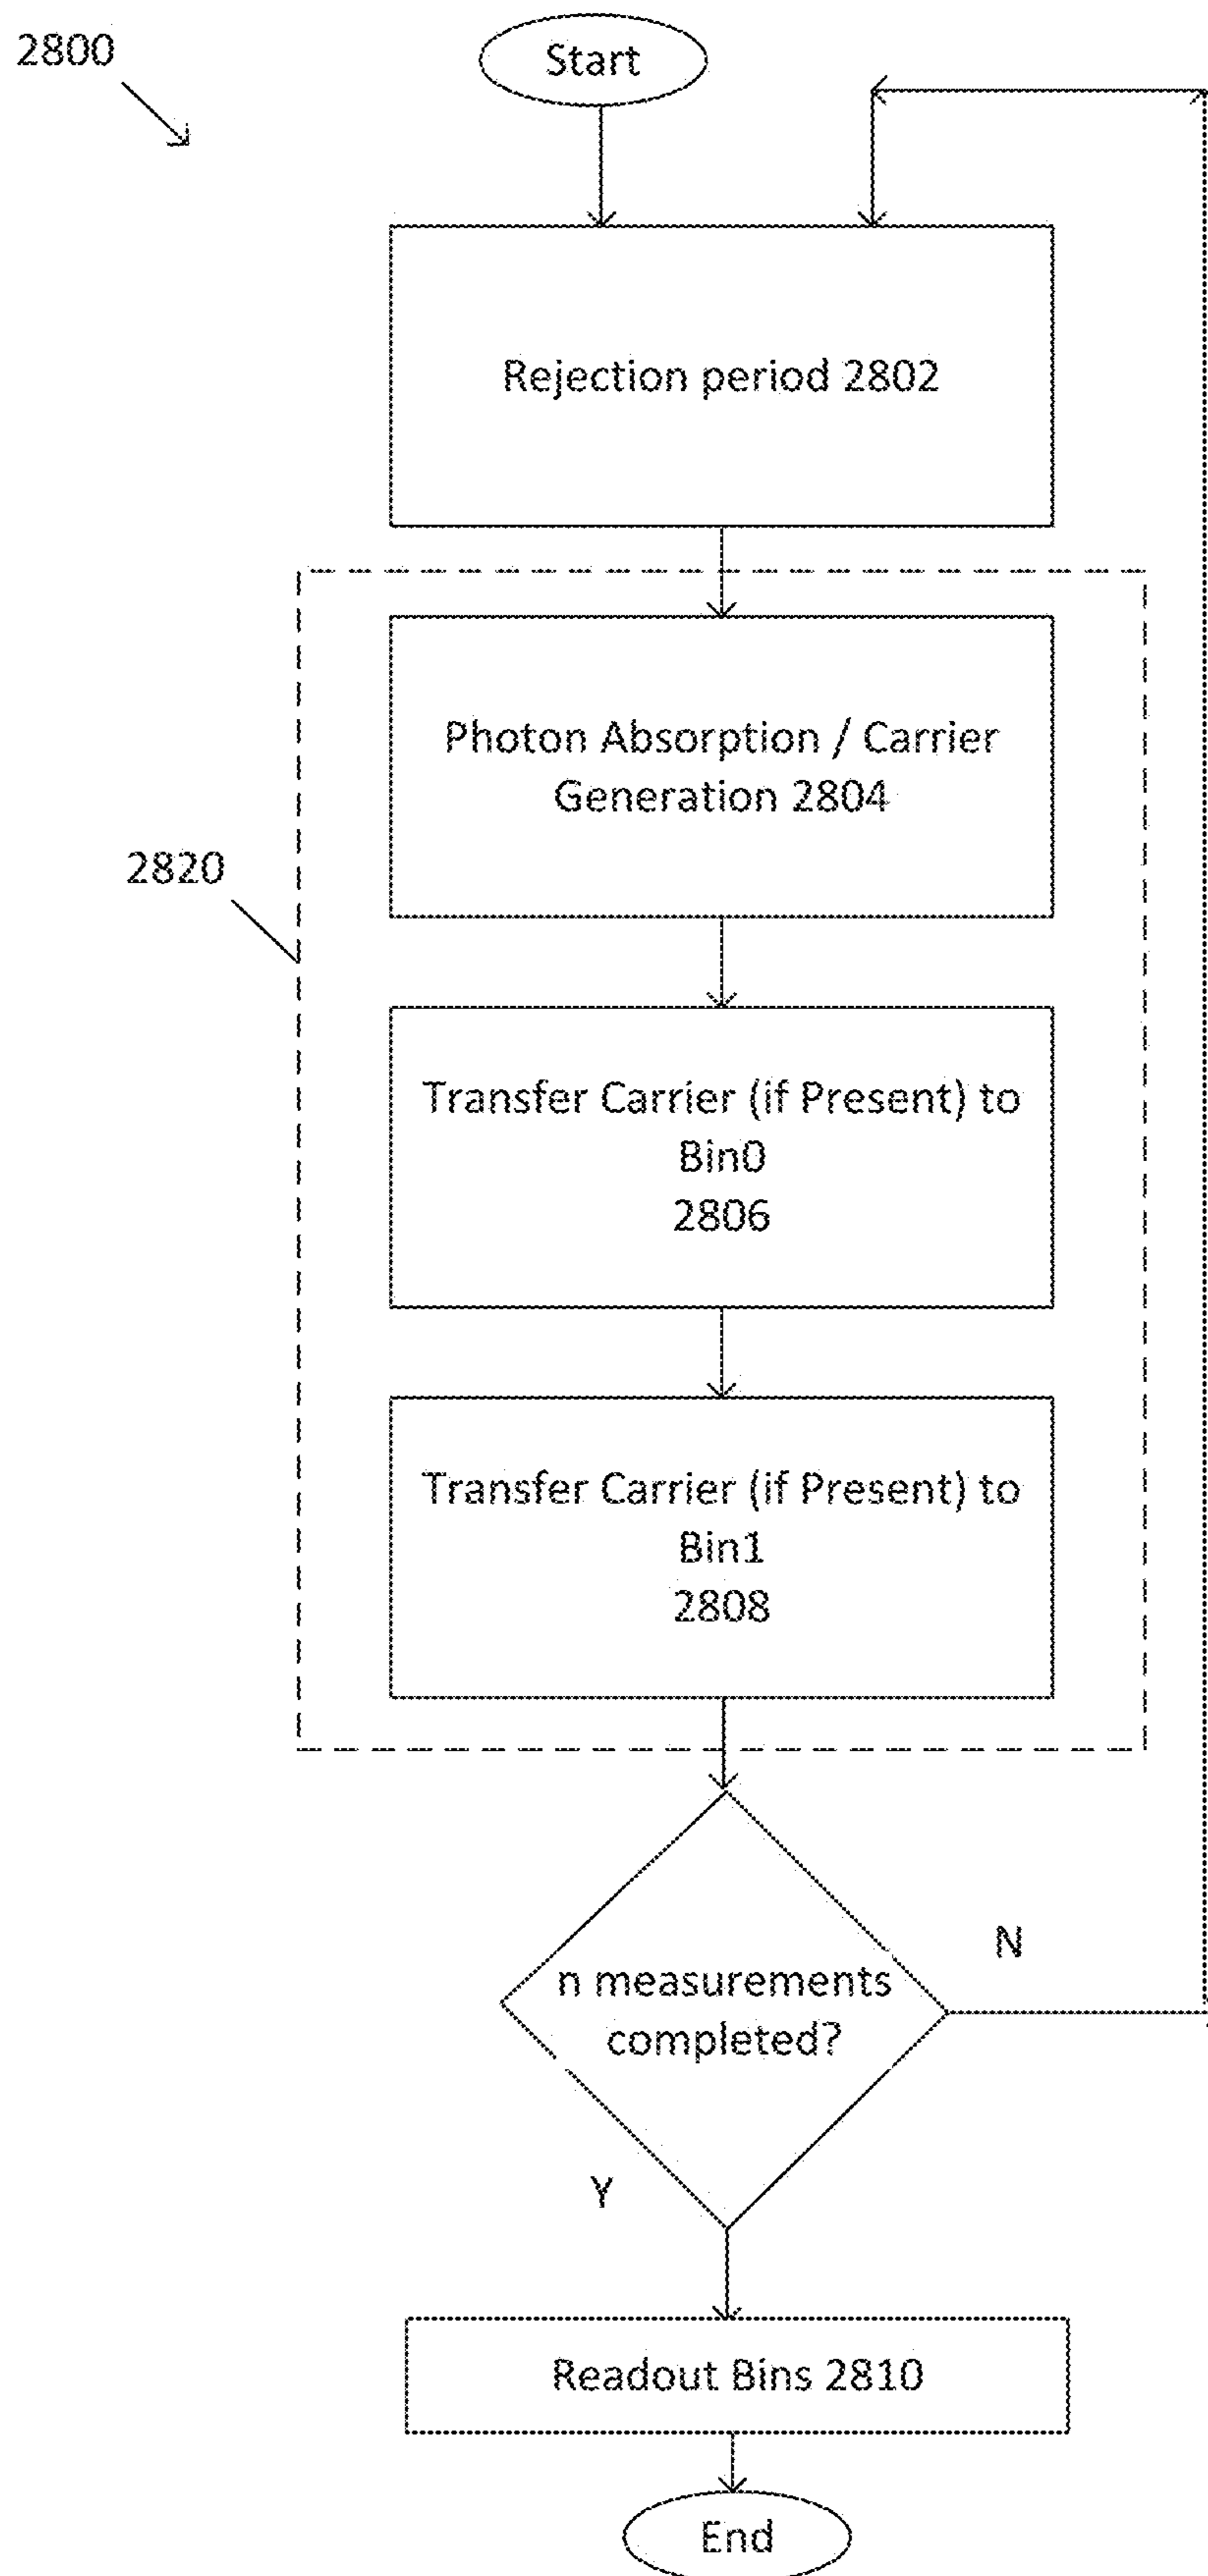 2800
Start
Rejection period 2802
Photon Absorption / Carrier
Generation 2804
2820
Transfer Carrier (if Present) to
Bin0
2806
Transfer Carrier (if Present) to
Bin1
2808
N
n measurements
completed?
Y
Readout Bins 2810
End